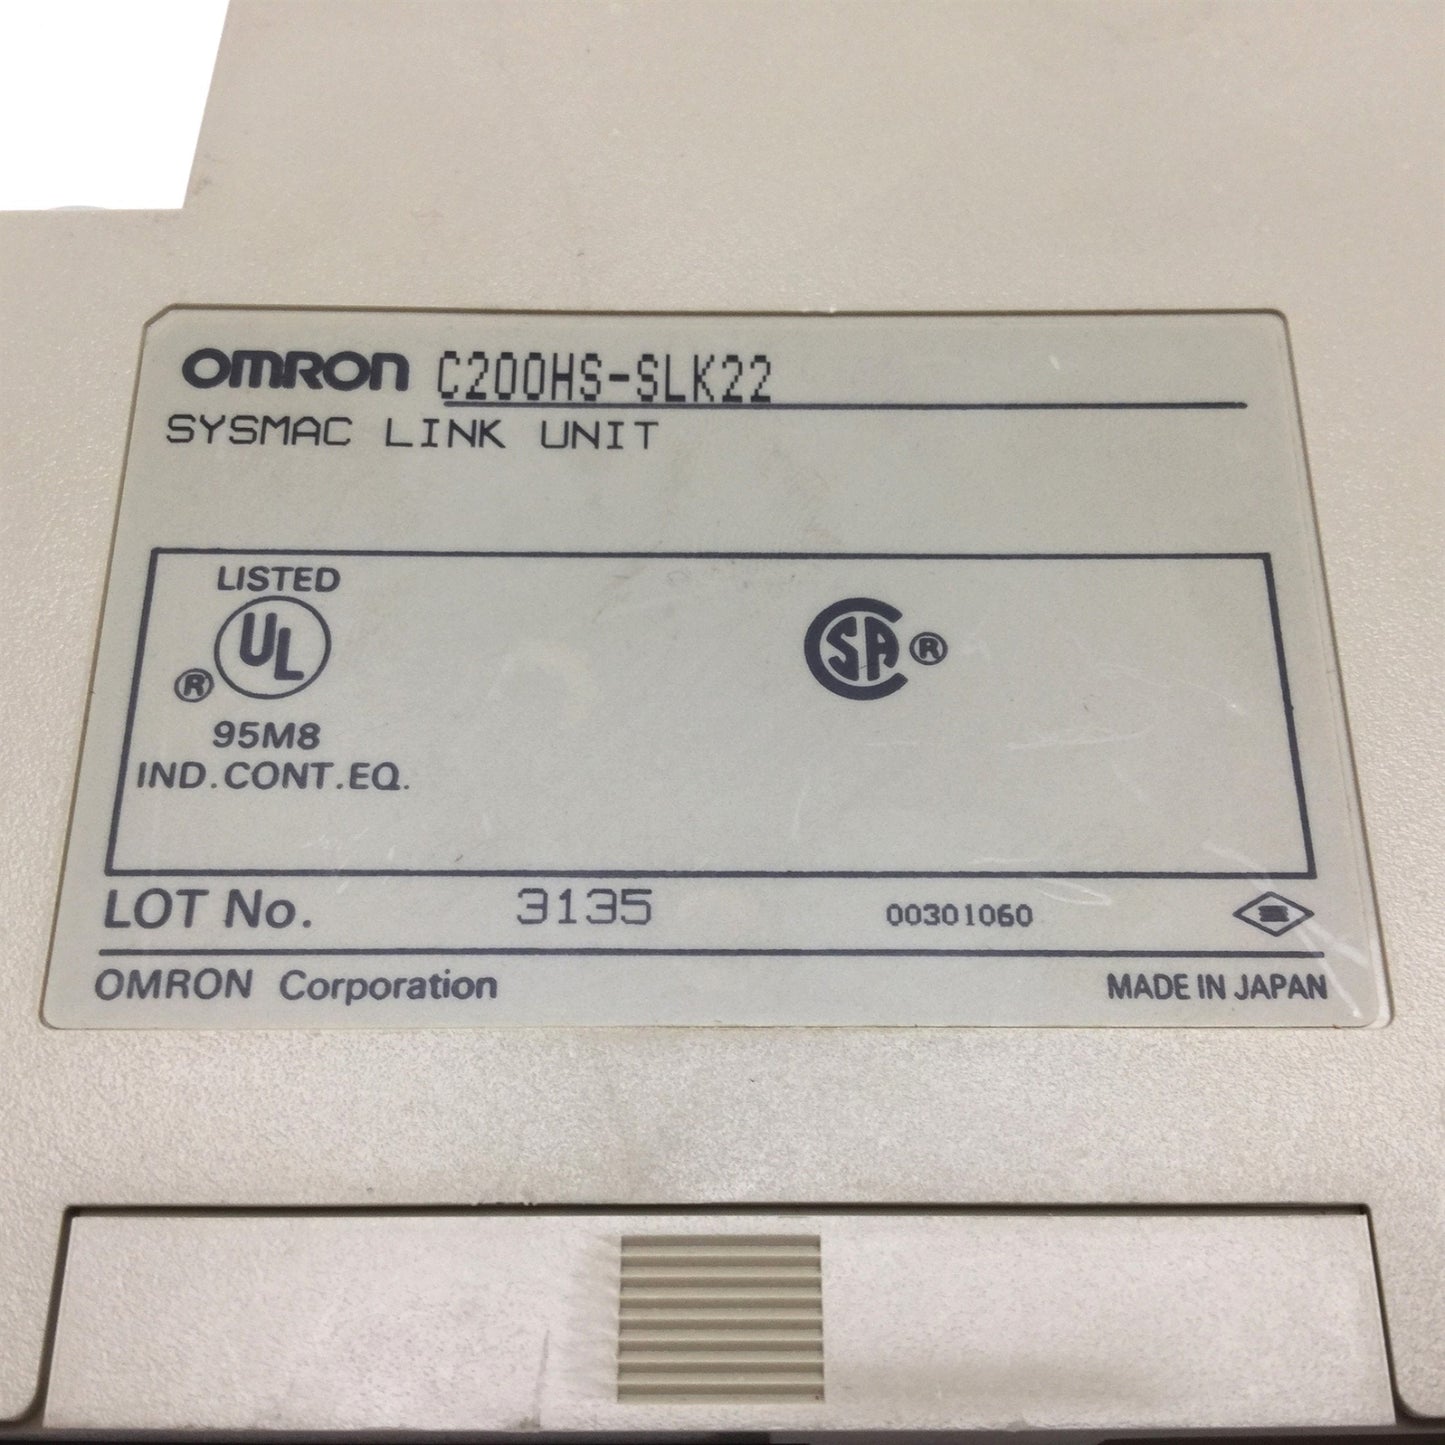 OMRON C200HS-SLK22
SYSMAC LINK UNIT
LISTED
UL
®
95M8
IND.CONT.EQ.
CSA ®
LOT No. 3135 00301060
OMRON Corporation MADE IN JAPAN